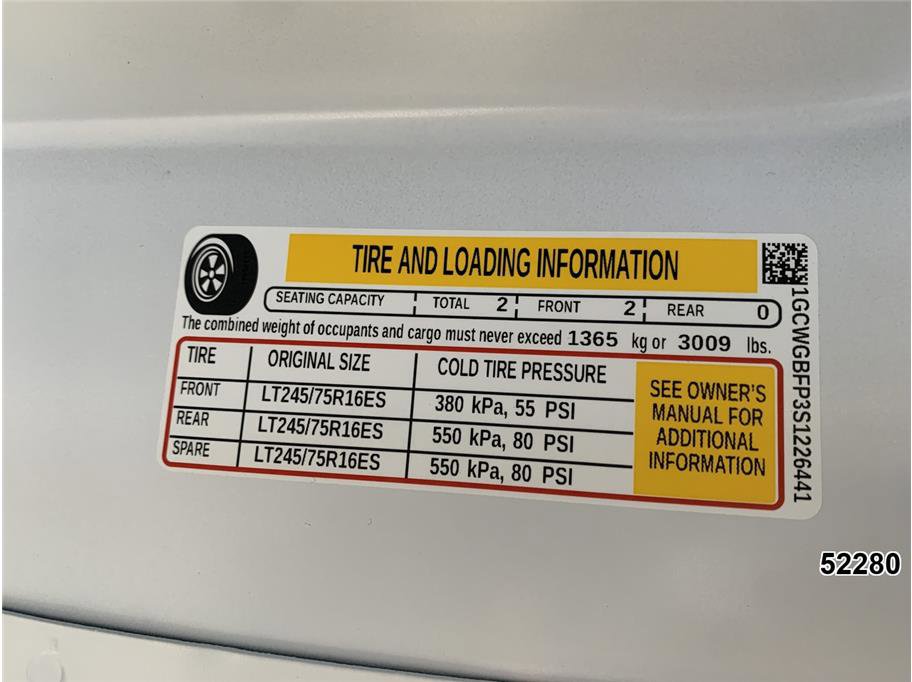 TIRE AND LOADING INFORMATION
SEATING CAPACITY TOTAL 2 FRONT 2 REAR 0
The combined weight of occupants and cargo must never exceed 1365 kg or 3009 lbs.
TIRE ORIGINAL SIZE COLD TIRE PRESSURE
FRONT LT245/75R16ES 380 kPa, 55 PSI
REAR LT245/75R16ES 550 kPa, 80 PSI
SPARE LT245/75R16ES 550 kPa, 80 PSI
SEE OWNER'S
MANUAL FOR
ADDITIONAL
INFORMATION
1GCWGBFP3S1226441
52280